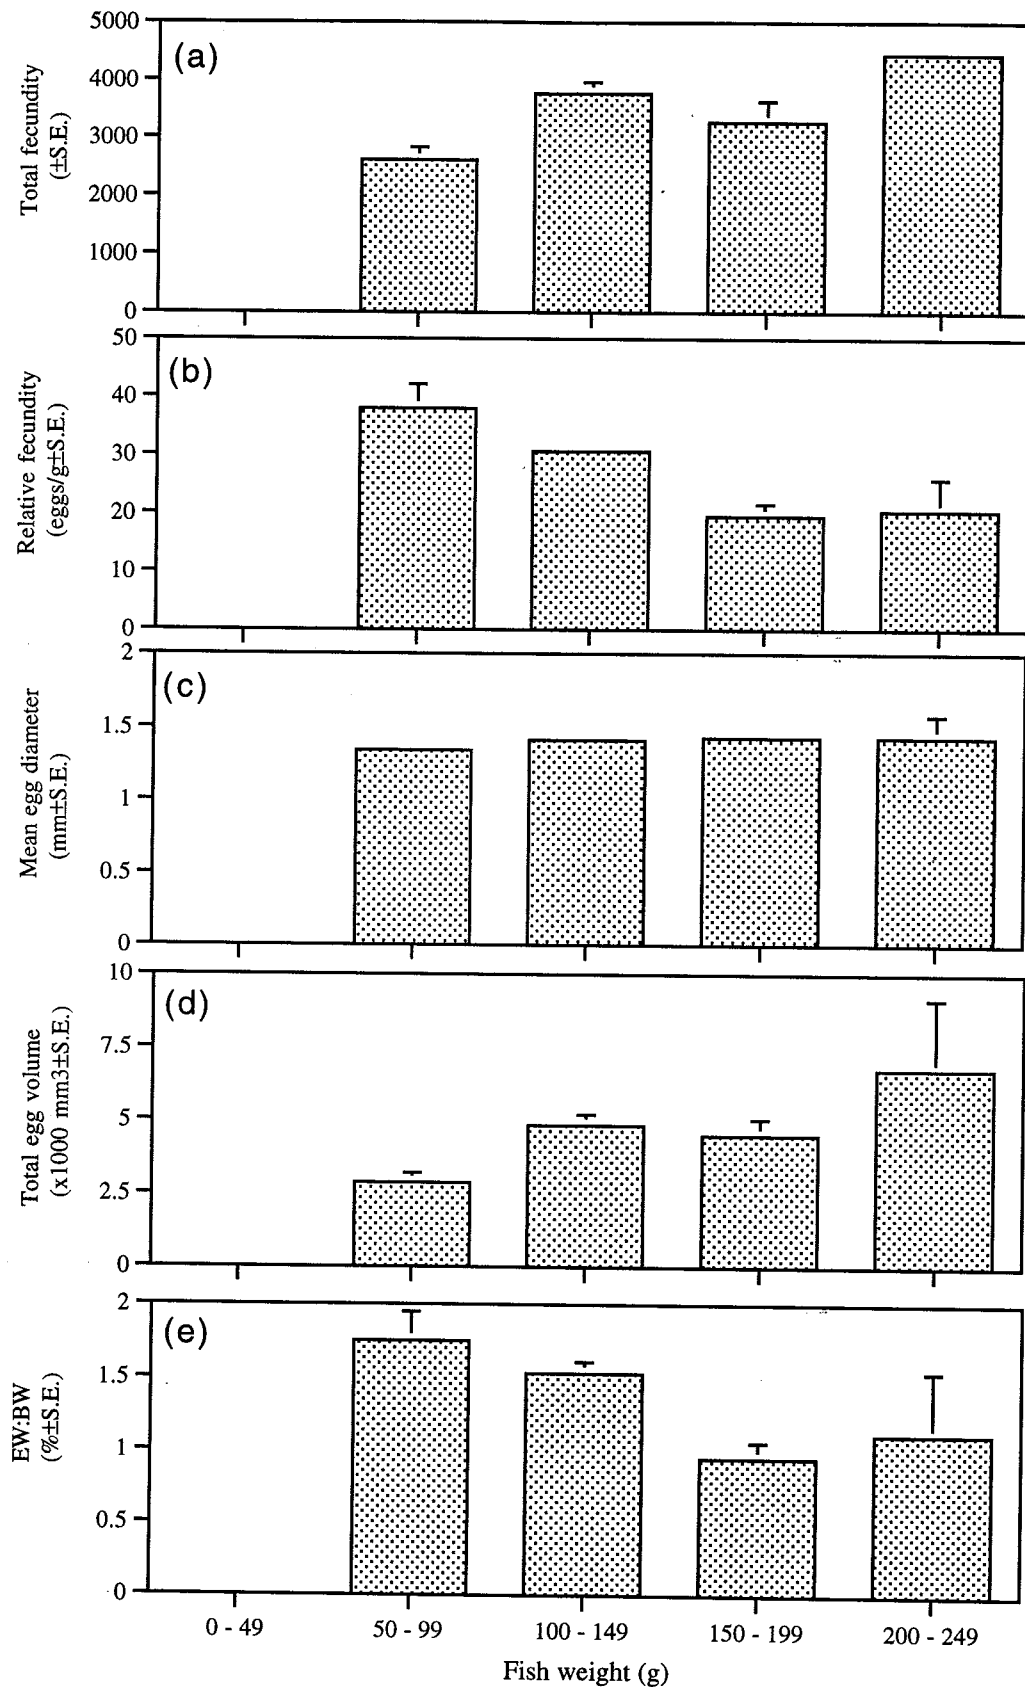 (a)
Total fecundity
(±S.E.)
5000
4000
3000
2000
1000
0
(b)
Relative fecundity
(eggs/g±S.E.)
50
40
30
20
10
0
(c)
Mean egg diameter
(mm±S.E.)
2
1.5
1
0.5
0
(d)
Total egg volume
(x1000 mm3±S.E.)
10
7.5
5
2.5
0
(e)
EW:BW
(%±S.E.)
2
1.5
1
0.5
0
0 - 49
50 - 99
100 - 149
150 - 199
200 - 249
Fish weight (g)